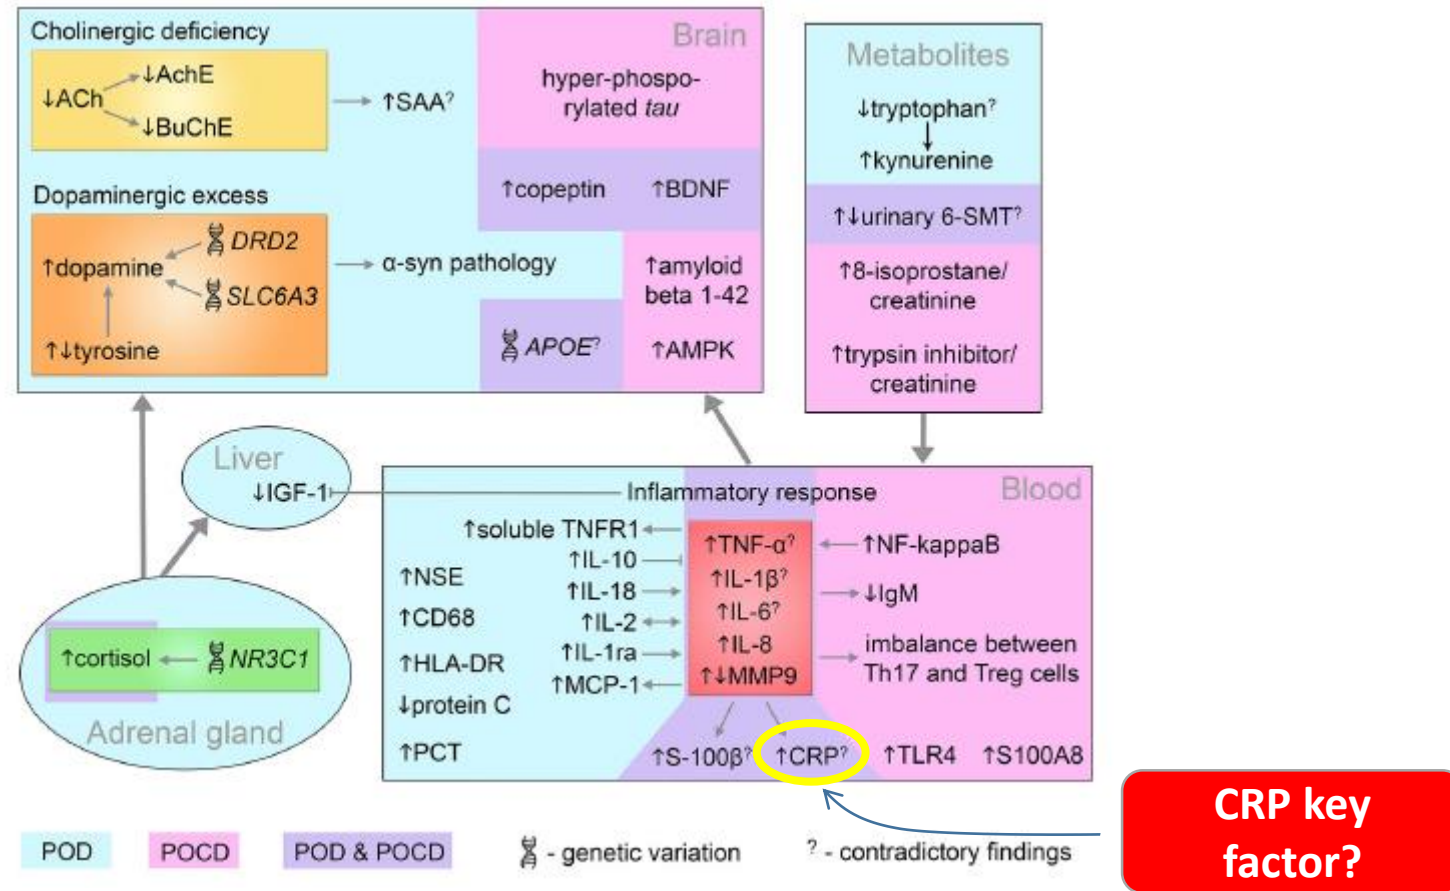 Cholinergic deficiency
↓ACh
↓AchE
↓BuChE
↑SAA?
Dopaminergic excess
↑dopamine
DRD2
SLC6A3
↑↓tyrosine
α-syn pathology
Brain
hyper-phospo-
rylated tau
↑copeptin
↑BDNF
↑amyloid
beta 1-42
APOE?
↑AMPK
Metabolites
↓tryptophan?
↑kynurenine
↑↓urinary 6-SMT?
↑8-isoprostane/
creatinine
↑trypsin inhibitor/
creatinine
Liver
↓IGF-1
↑cortisol
NR3C1
Adrenal gland
Inflammatory response
Blood
↑soluble TNFR1
↑IL-10
↑IL-18
↑IL-2
↑IL-1ra
↑MCP-1
↑NSE
↑CD68
↑HLA-DR
↓protein C
↑PCT
↑TNF-α?
↑IL-1β?
↑IL-6?
↑IL-8
↑↓MMP9
↑NF-kappaB
↓IgM
imbalance between
Th17 and Treg cells
↑S-100β?
↑CRP?
↑TLR4
↑S100A8
CRP key
factor?
POD
POCD
POD & POCD
- genetic variation
? - contradictory findings